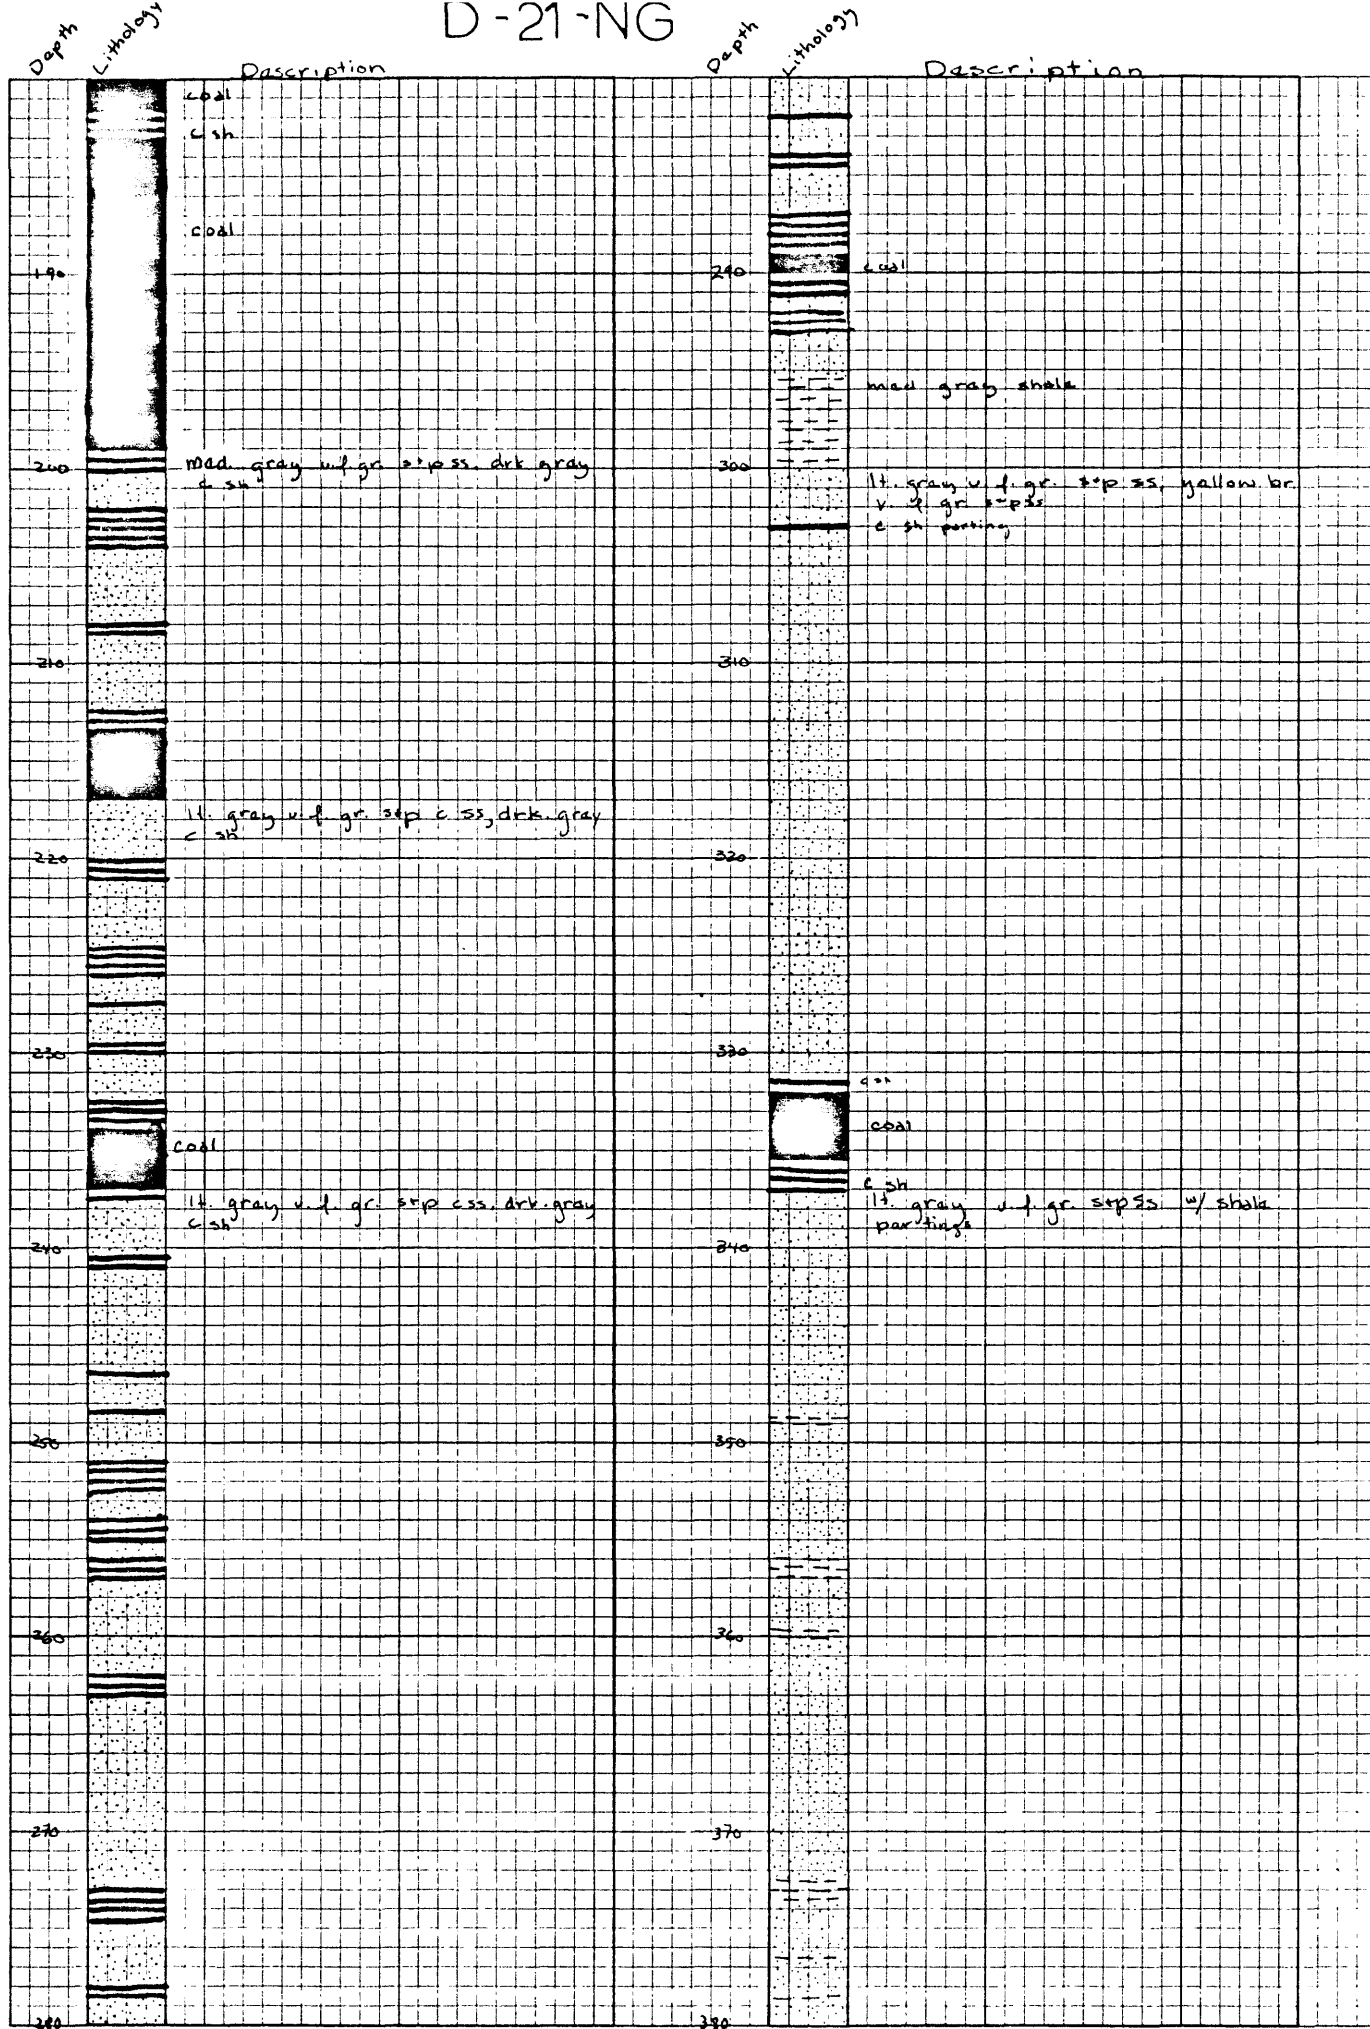 D-21-NG
Depth Lithology Description
coal
c sh
coal
190
200 med. gray v.f. gr. s+p ss. drk gray
c sh
210
lt. gray v.f. gr. s+p c ss, drk. gray
c sh
220
230
coal
lt. gray v.f. gr. s+p c ss. drk. gray
c sh
240
250
260
270
280
Depth Lithology Description
290 coal
med gray shale
300
lt. gray v.f. gr. s+p ss, yellow br.
v.f. gr s+p ss
c sh parting
310
320
330
c sh
coal
c sh
lt. gray v.f. gr. s+p ss w/ shale
partings
340
350
360
370
380